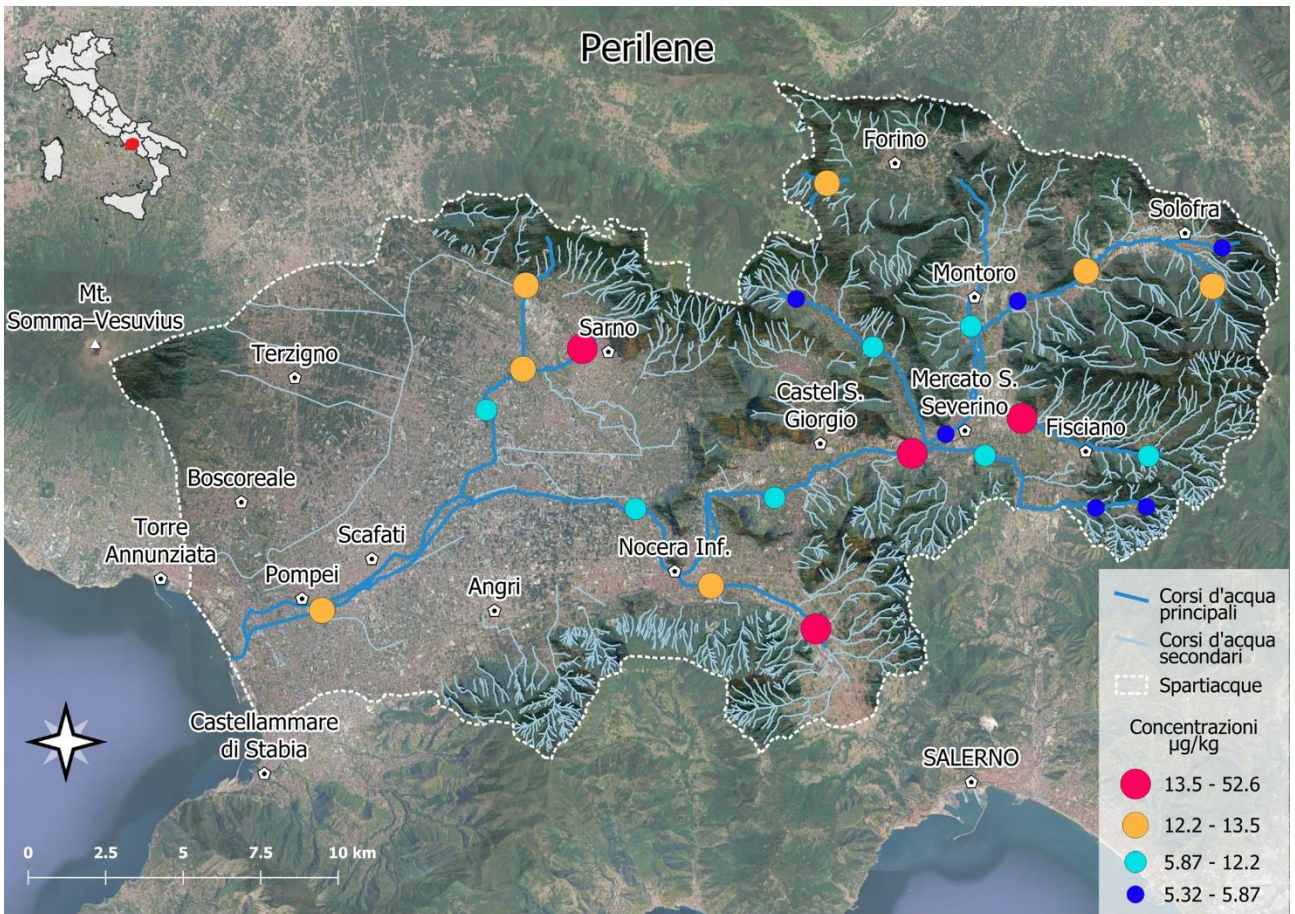 Perilene
Forino
Solofra
Montoro
Mt.
Somma–Vesuvius
Sarno
Terzigno
Castel S.
Giorgio
Mercato S.
Severino
Fisciano
Boscoreale
Torre
Annunziata
Scafati
Pompei
Nocera Inf.
Angri
Castellammare
di Stabia
SALERNO
0 2.5 5 7.5 10 km
Corsi d'acqua
principali
Corsi d'acqua
secondari
Spartiacque
Concentrazioni
µg/kg
13.5 - 52.6
12.2 - 13.5
5.87 - 12.2
5.32 - 5.87